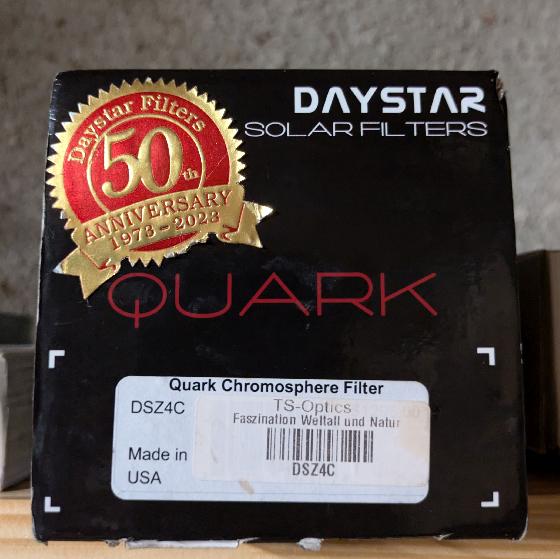 DAYSTAR
SOLAR FILTERS
Daystar Filters
50th
ANNIVERSARY
1973-2023
QUARK
Quark Chromosphere Filter
DSZ4C
TS-Optics
Faszination Weltall und Natur
DSZ4C
Made in
USA